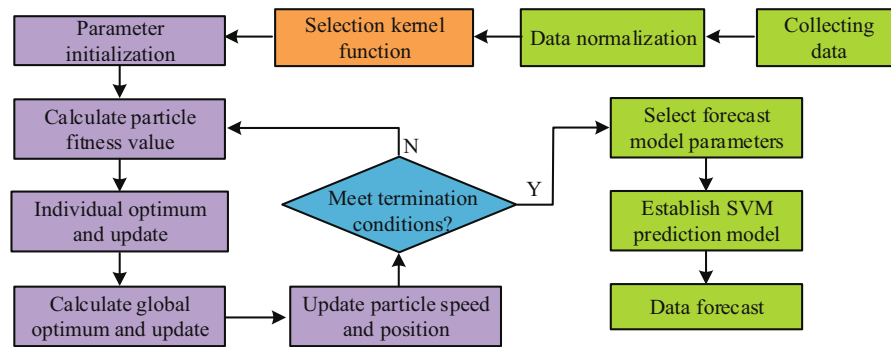 Parameter
initialization
Selection kernel
function
Data normalization
Collecting
data
Calculate particle
fitness value
N
Select forecast
model parameters
Meet termination
conditions?
Y
Individual optimum
and update
Establish SVM
prediction model
Calculate global
optimum and update
Update particle speed
and position
Data forecast